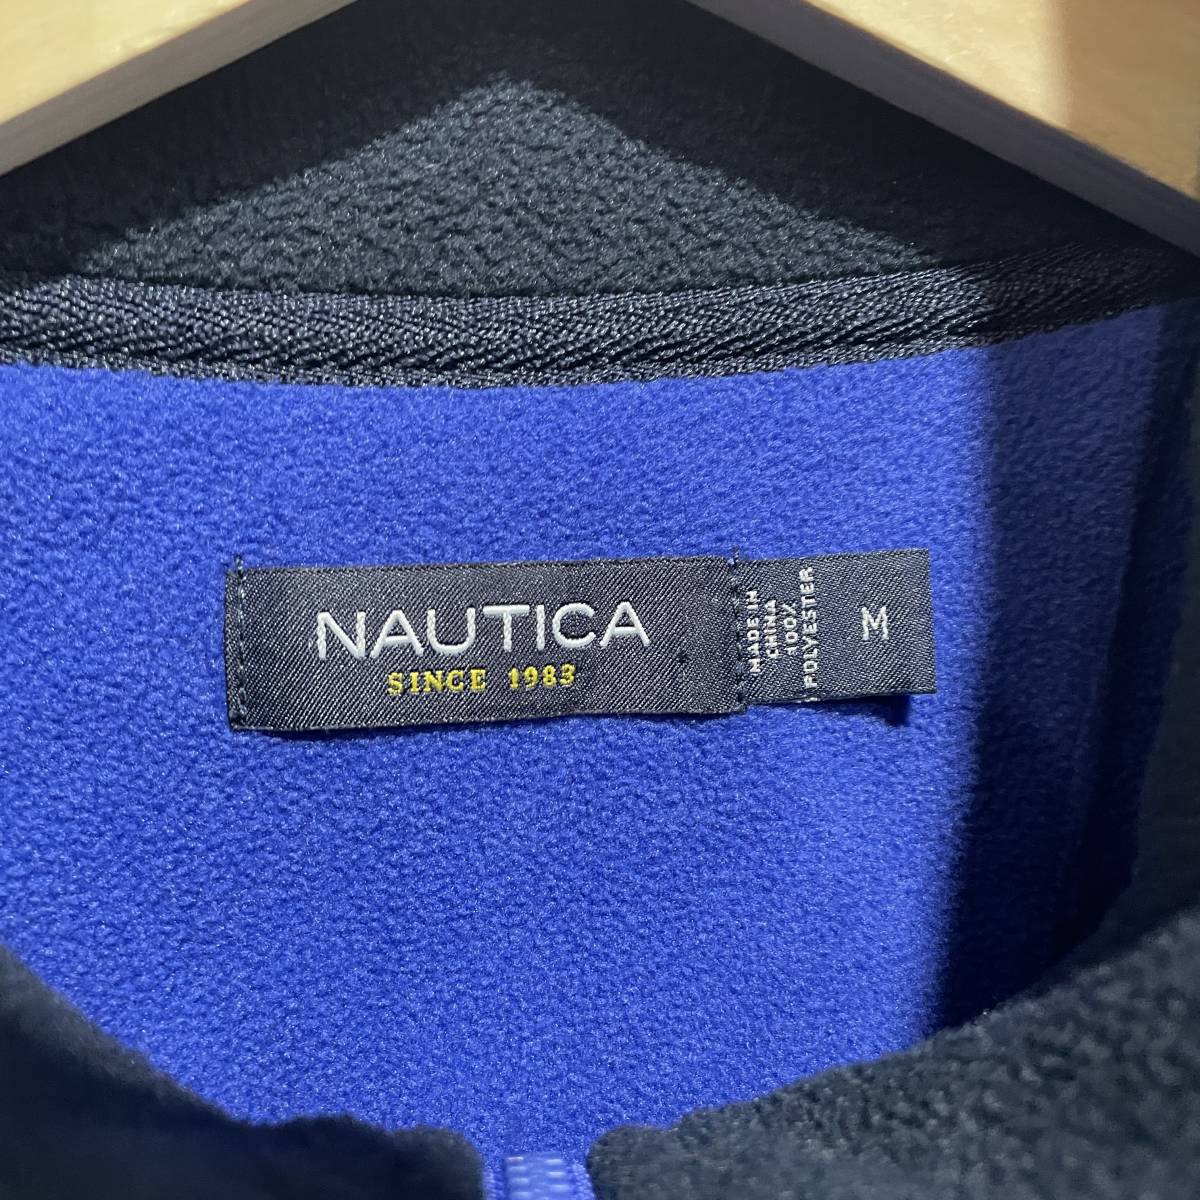 NAUTICA
SINCE 1983
MADE IN
CHINA
100%
POLYESTER
M